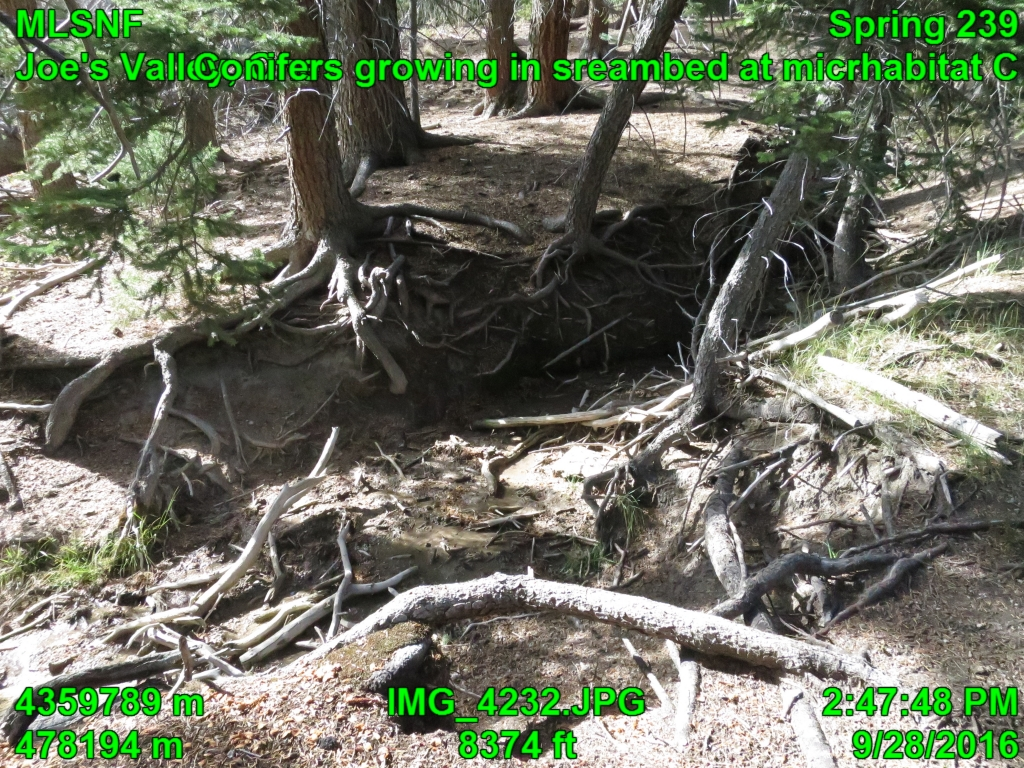 MLSNF
Spring 239
Joe's Valley, Conifers growing in sreambed at micrhabitat C
4359789 m
IMG_4232.JPG
2:47:48 PM
478194 m
8374 ft
9/28/2016